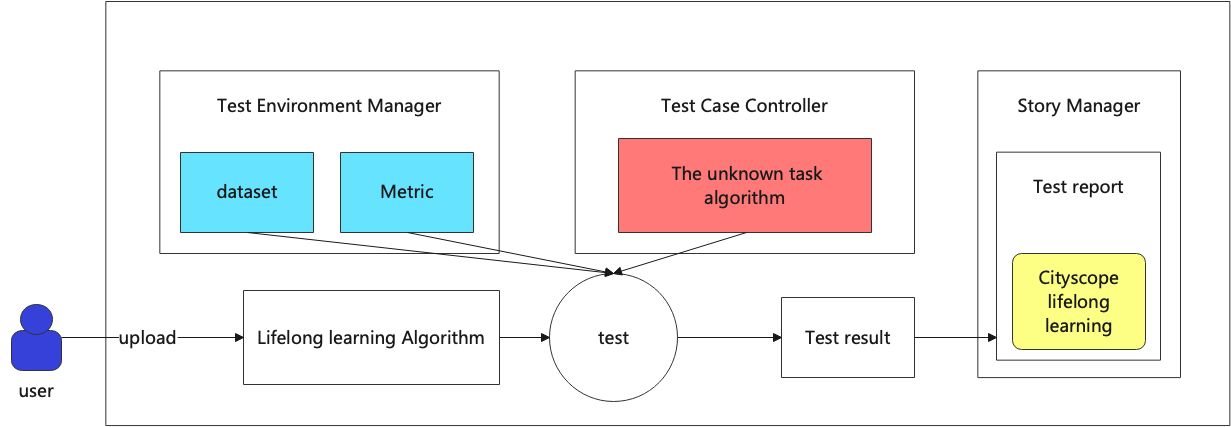 Test Environment Manager
dataset
Metric
Test Case Controller
The unknown task
algorithm
Story Manager
Test report
Cityscope
lifelong
learning
user
upload
Lifelong learning Algorithm
test
Test result